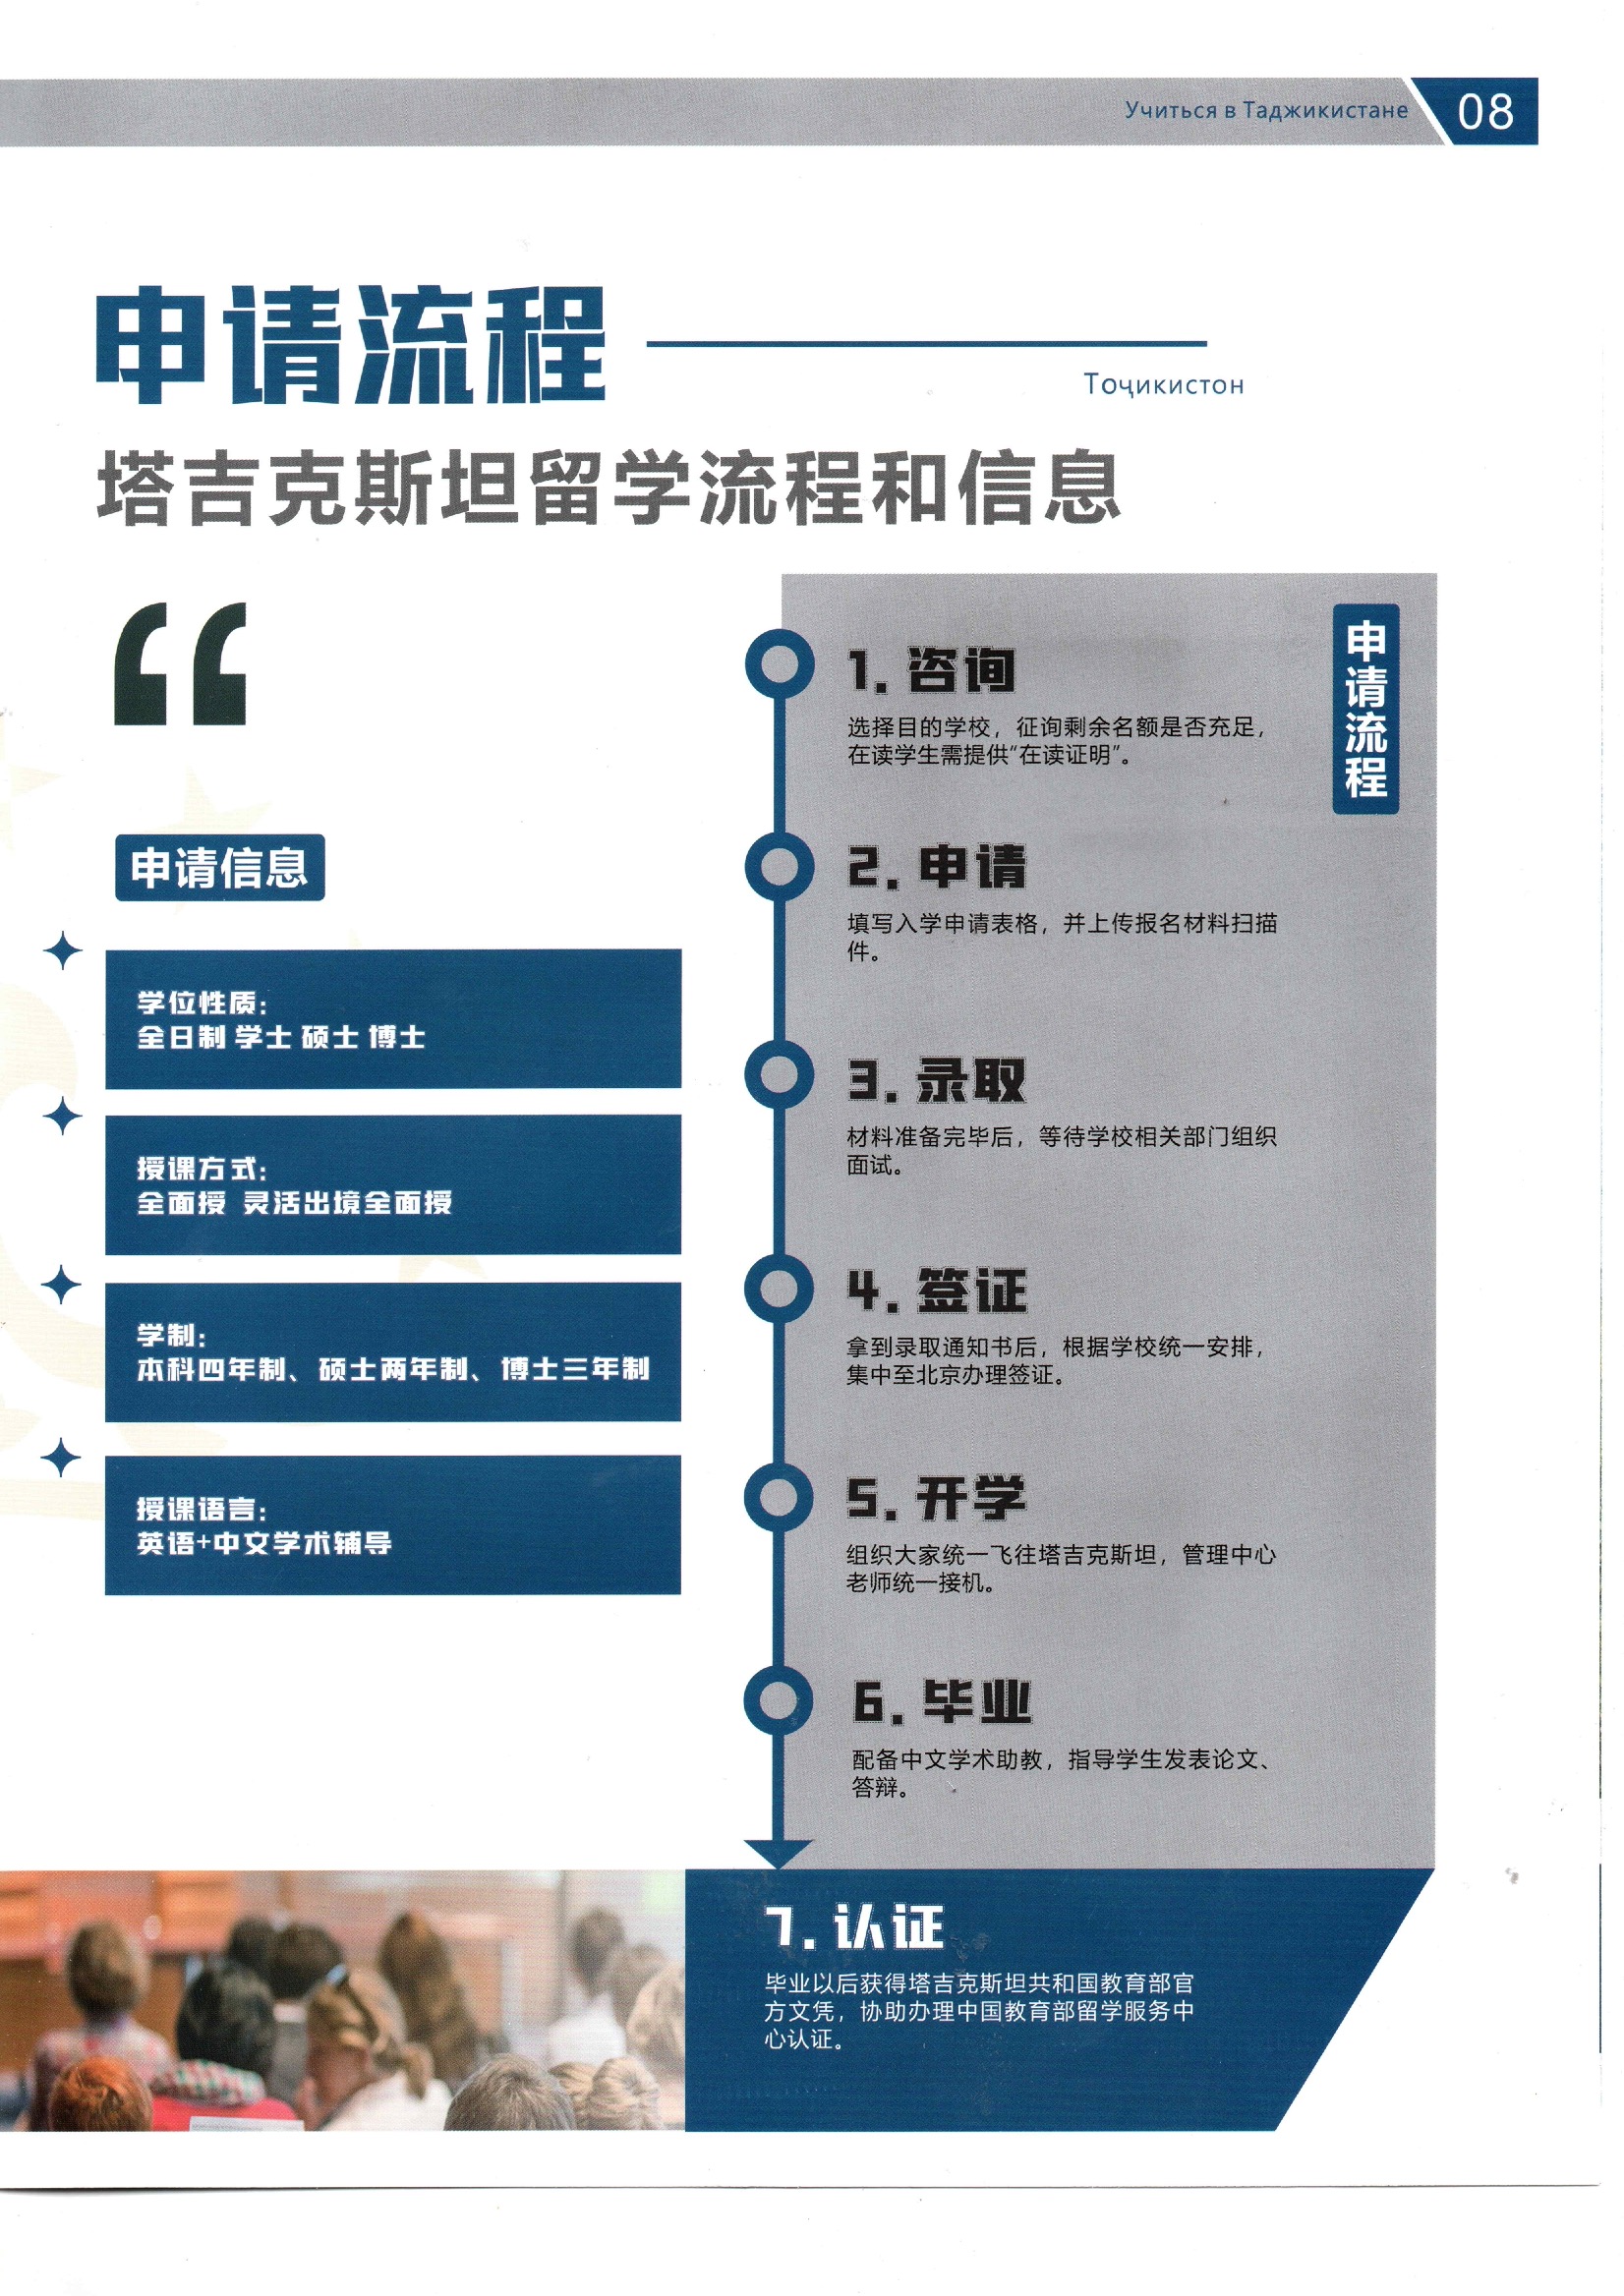 Учиться в Таджикистане
08
申请流程
Тоҷикистон
塔吉克斯坦留学流程和信息
“
申请信息
学位性质：
全日制 学士 硕士 博士
授课方式：
全面授 灵活出境全面授
学制：
本科四年制、硕士两年制、博士三年制
授课语言：
英语+中文学术辅导
申请流程
1. 咨询
选择目的学校，征询剩余名额是否充足，
在读学生需提供“在读证明”。
2. 申请
填写入学申请表格，并上传报名材料扫描
件。
3. 录取
材料准备完毕后，等待学校相关部门组织
面试。
4. 签证
拿到录取通知书后，根据学校统一安排，
集中至北京办理签证。
5. 开学
组织大家统一飞往塔吉克斯坦，管理中心
老师统一接机。
6. 毕业
配备中文学术助教，指导学生发表论文、
答辩。
7. 认证
毕业以后获得塔吉克斯坦共和国教育部官
方文凭，协助办理中国教育部留学服务中
心认证。